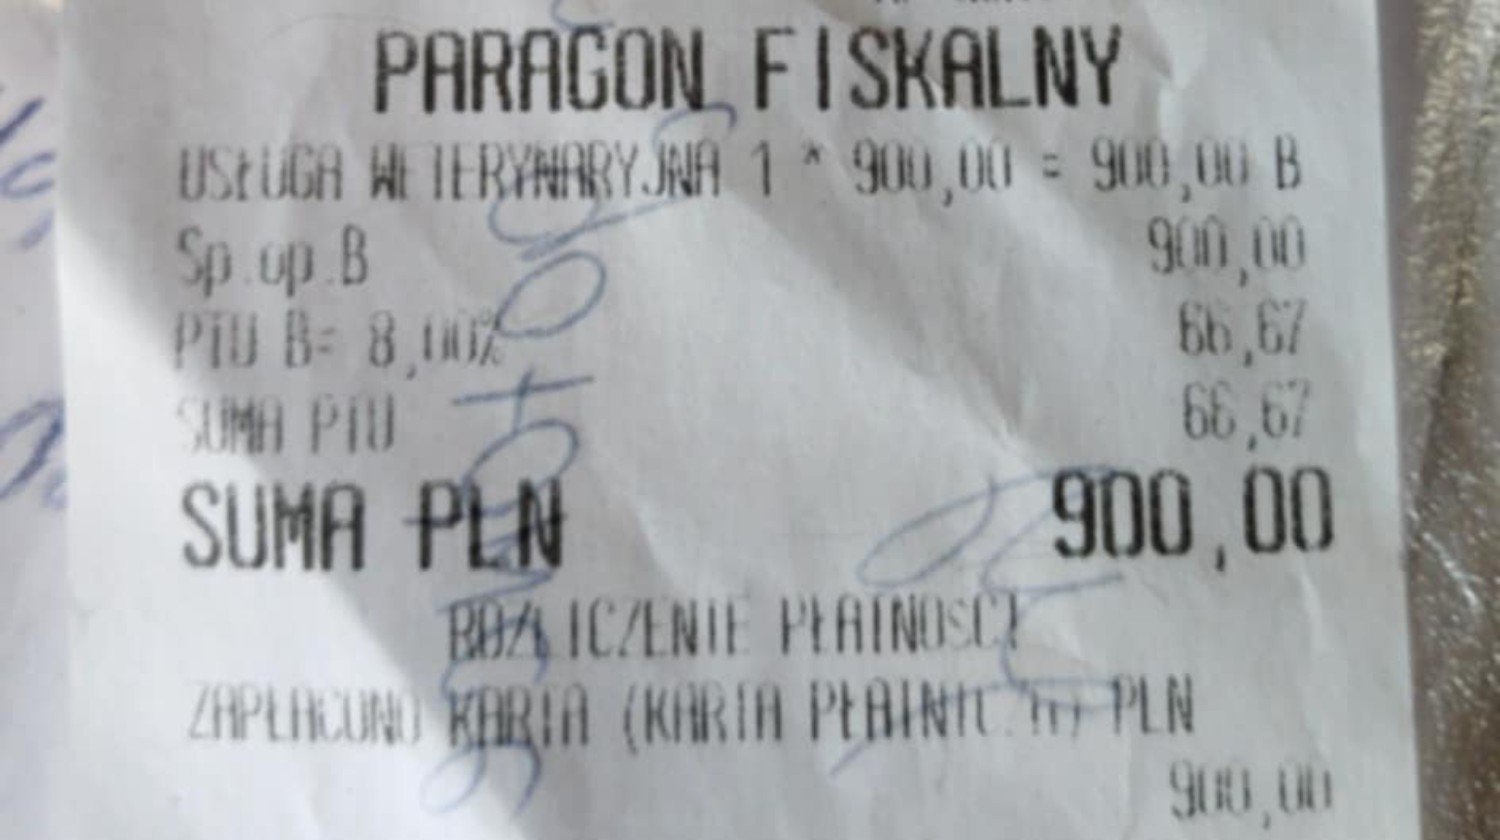 PARAGON FISKALNY
USŁUGA WETERYNARYJNA 1 * 900,00 = 900,00 B
Sp.op.B 900,00
PTU B= 8,00% 66,67
SUMA PTU 66,67
SUMA PLN 900,00
ROZLICZENIE PŁATNOŚCI
ZAPŁACONO KARTA (KARTA PŁATNICZA) PLN
900,00